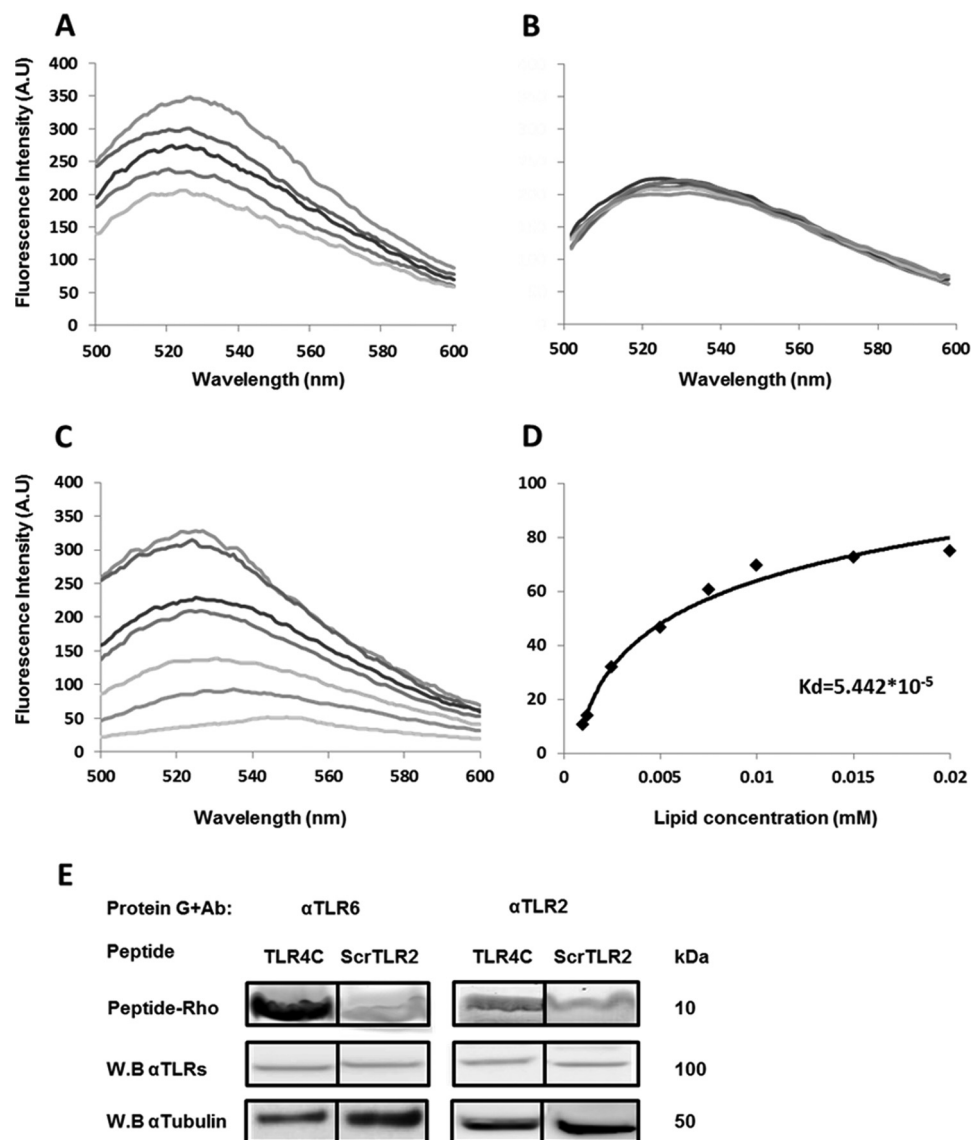 A
B
Fluorescence Intensity (A.U)
400
350
300
250
200
150
100
50
0
500 520 540 560 580 600
Wavelength (nm)
500 520 540 560 580 600
Wavelength (nm)
C
D
Fluorescence Intensity (A.U)
400
350
300
250
200
150
100
50
0
500 520 540 560 580 600
Wavelength (nm)
100
80
60
40
20
0
Kd=5.442*10-5
0 0.005 0.01 0.015 0.02
Lipid concentration (mM)
E
Protein G+Ab: αTLR6 αTLR2
Peptide TLR4C ScrTLR2 TLR4C ScrTLR2 kDa
Peptide-Rho 10
W.B αTLRs 100
W.B αTubulin 50